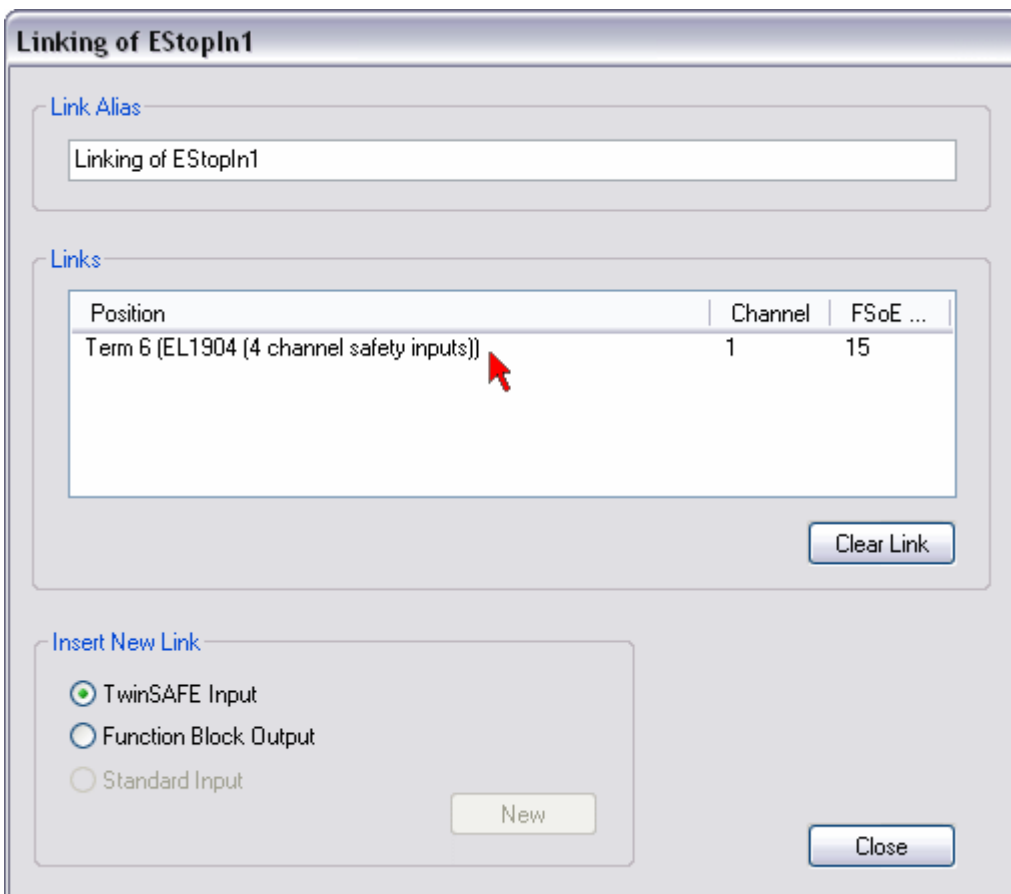 Linking of EStopIn1
Link Alias
Linking of EStopIn1
Links
Position Channel FSoE ...
Term 6 (EL1904 (4 channel safety inputs)) 1 15
Clear Link
Insert New Link
TwinSAFE Input
Function Block Output
Standard Input
New
Close